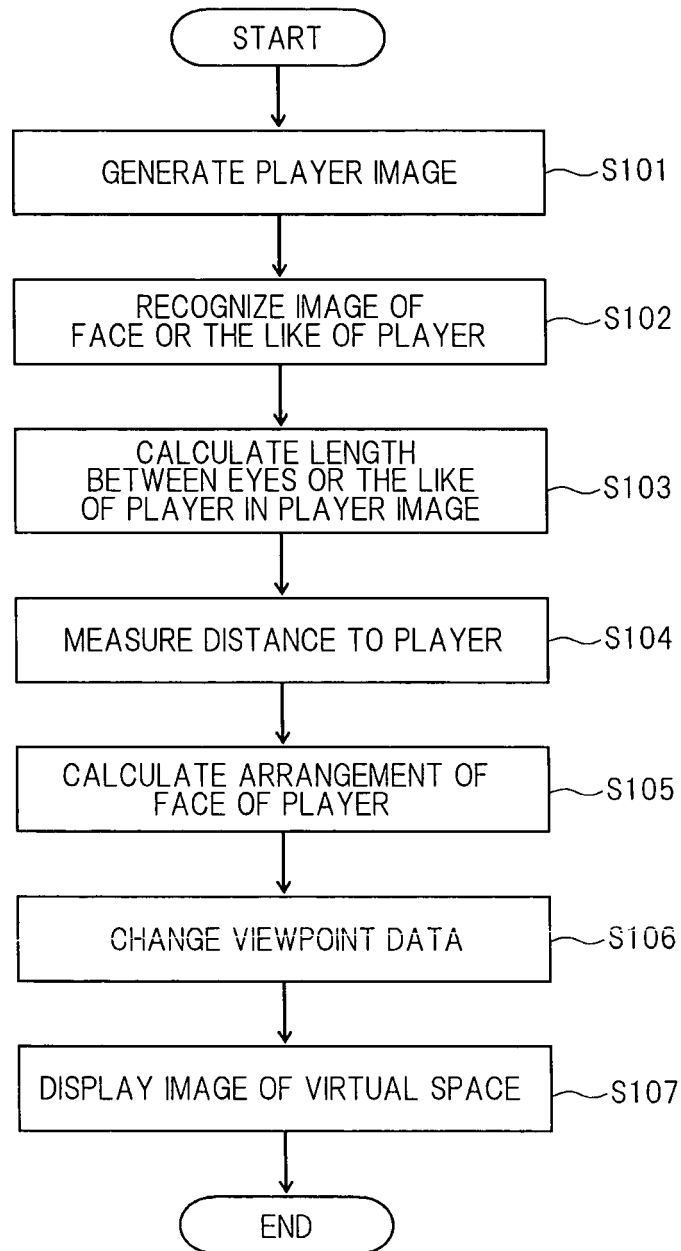 START
GENERATE PLAYER IMAGE
S101
RECOGNIZE IMAGE OF
FACE OR THE LIKE OF PLAYER
S102
CALCULATE LENGTH
BETWEEN EYES OR THE LIKE
OF PLAYER IN PLAYER IMAGE
S103
MEASURE DISTANCE TO PLAYER
S104
CALCULATE ARRANGEMENT OF
FACE OF PLAYER
S105
CHANGE VIEWPOINT DATA
S106
DISPLAY IMAGE OF VIRTUAL SPACE
S107
END